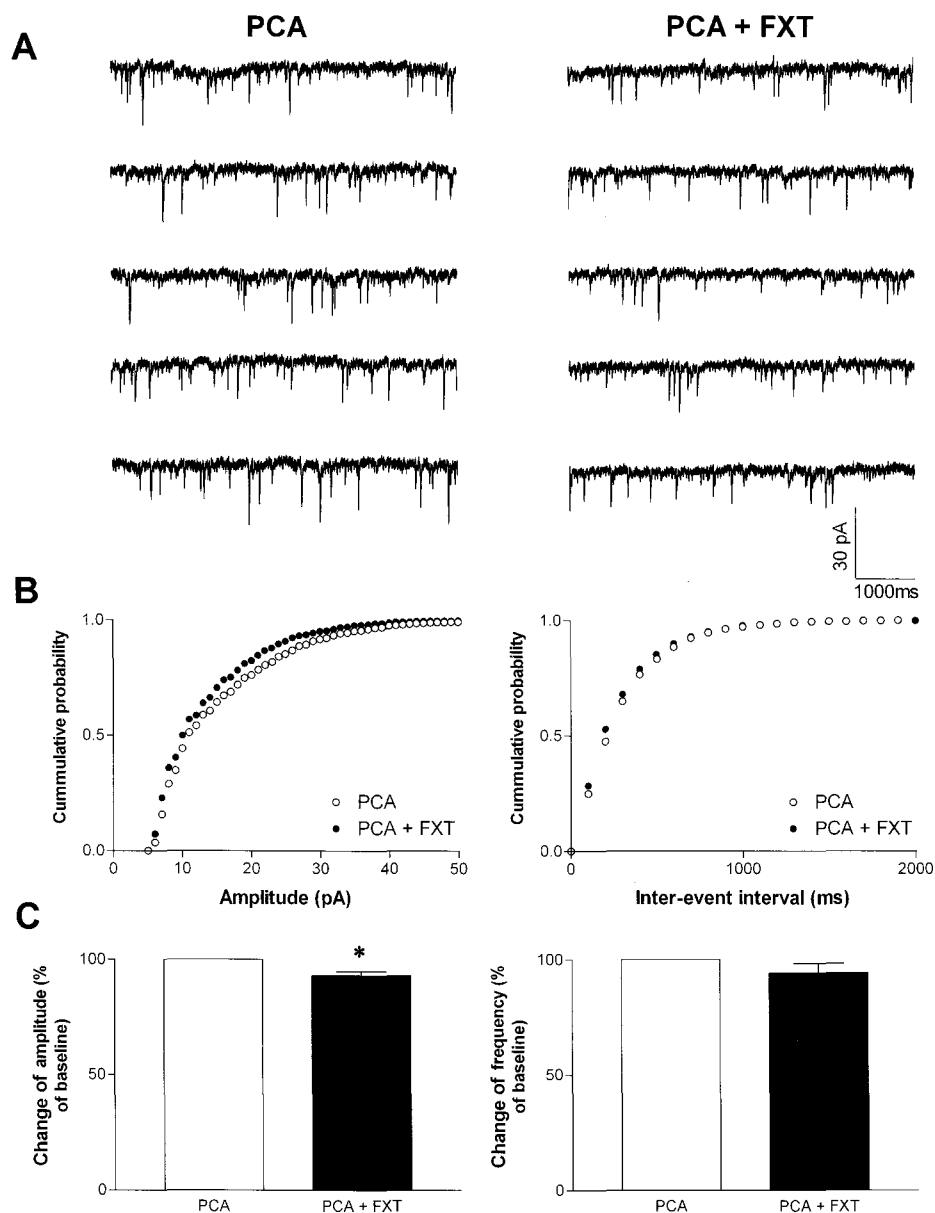 PCA
PCA + FXT
A
30 pA
1000ms
B
Cummulative probability
1.0
0.5
0.0
0
10
20
30
40
50
Amplitude (pA)
PCA
PCA + FXT
Cummulative probability
1.0
0.5
0.0
0
1000
2000
Inter-event interval (ms)
PCA
PCA + FXT
C
Change of amplitude (%
of baseline)
100
50
0
*
PCA
PCA + FXT
Change of frequency (%
of baseline)
100
50
0
PCA
PCA + FXT